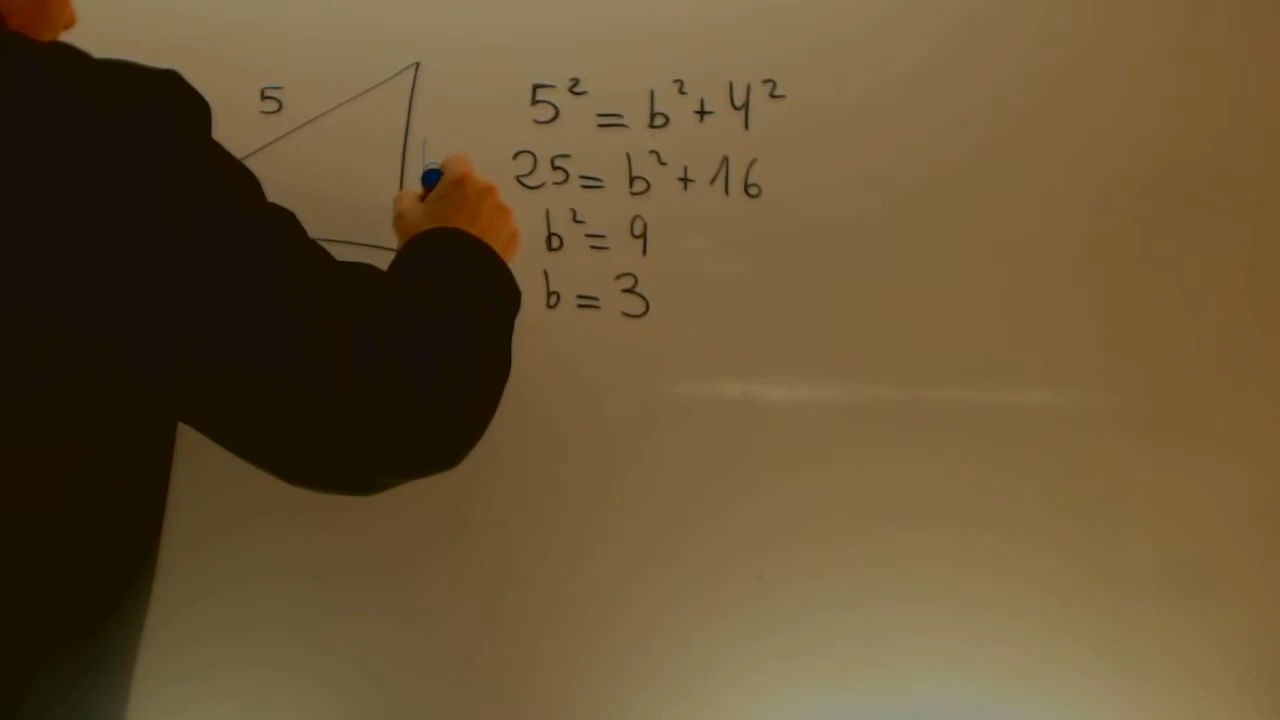 5
5² = b² + 4²
25 = b² + 16
b² = 9
b = 3